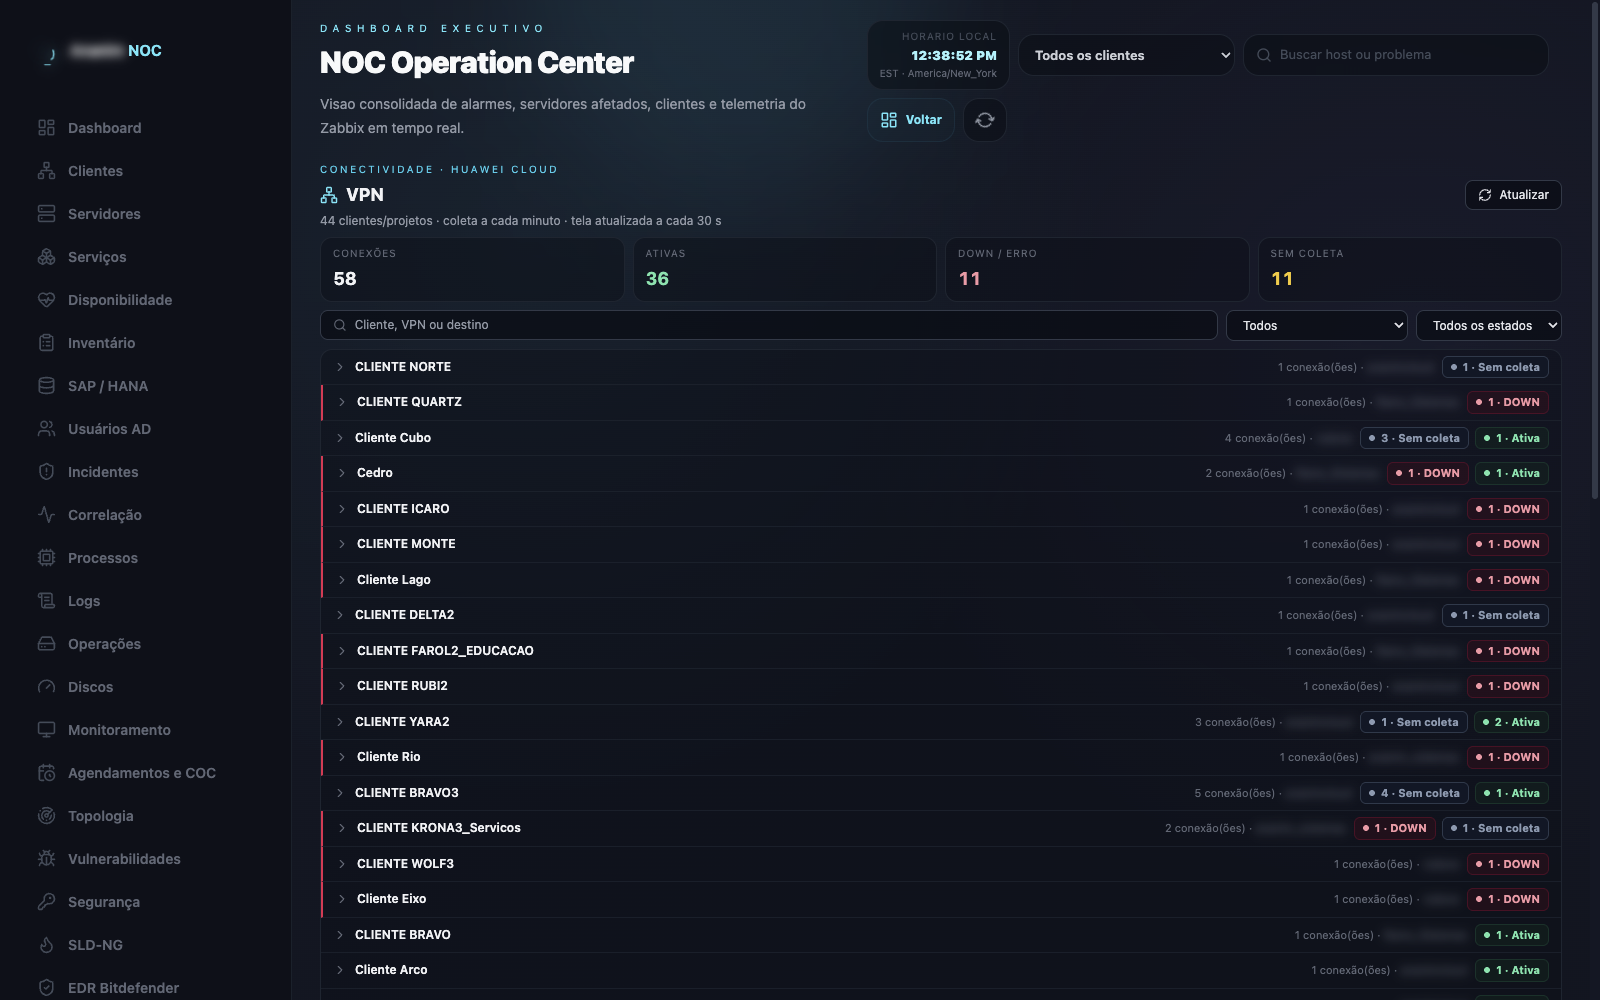 NOC
Dashboard
Clientes
Servidores
Serviços
Disponibilidade
Inventário
SAP / HANA
Usuários AD
Incidentes
Correlação
Processos
Logs
Operações
Discos
Monitoramento
Agendamentos e COC
Topologia
Vulnerabilidades
Segurança
SLD-NG
EDR Bitdefender
DASHBOARD EXECUTIVO
NOC Operation Center
Visao consolidada de alarmes, servidores afetados, clientes e telemetria do
Zabbix em tempo real.
HORARIO LOCAL
12:38:52 PM
EST · America/New_York
Todos os clientes
Buscar host ou problema
Voltar
CONECTIVIDADE · HUAWEI CLOUD
VPN
44 clientes/projetos · coleta a cada minuto · tela atualizada a cada 30 s
Atualizar
CONEXÕES
58
ATIVAS
36
DOWN / ERRO
11
SEM COLETA
11
Cliente, VPN ou destino
Todos
Todos os estados
CLIENTE NORTE 1 conexão(ões) · 1 · Sem coleta
CLIENTE QUARTZ 1 conexão(ões) · 1 · DOWN
Cliente Cubo 4 conexão(ões) · 3 · Sem coleta 1 · Ativa
Cedro 2 conexão(ões) · 1 · DOWN 1 · Ativa
CLIENTE ICARO 1 conexão(ões) · 1 · DOWN
CLIENTE MONTE 1 conexão(ões) · 1 · DOWN
Cliente Lago 1 conexão(ões) · 1 · DOWN
CLIENTE DELTA2 1 conexão(ões) · 1 · Sem coleta
CLIENTE FAROL2_EDUCACAO 1 conexão(ões) · 1 · DOWN
CLIENTE RUBI2 1 conexão(ões) · 1 · DOWN
CLIENTE YARA2 3 conexão(ões) · 1 · Sem coleta 2 · Ativa
Cliente Rio 1 conexão(ões) · 1 · DOWN
CLIENTE BRAVO3 5 conexão(ões) · 4 · Sem coleta 1 · Ativa
CLIENTE KRONA3_Servicos 2 conexão(ões) · 1 · DOWN 1 · Sem coleta
CLIENTE WOLF3 1 conexão(ões) · 1 · DOWN
Cliente Eixo 1 conexão(ões) · 1 · DOWN
CLIENTE BRAVO 1 conexão(ões) · 1 · Ativa
Cliente Arco 1 conexão(ões) · 1 · Ativa